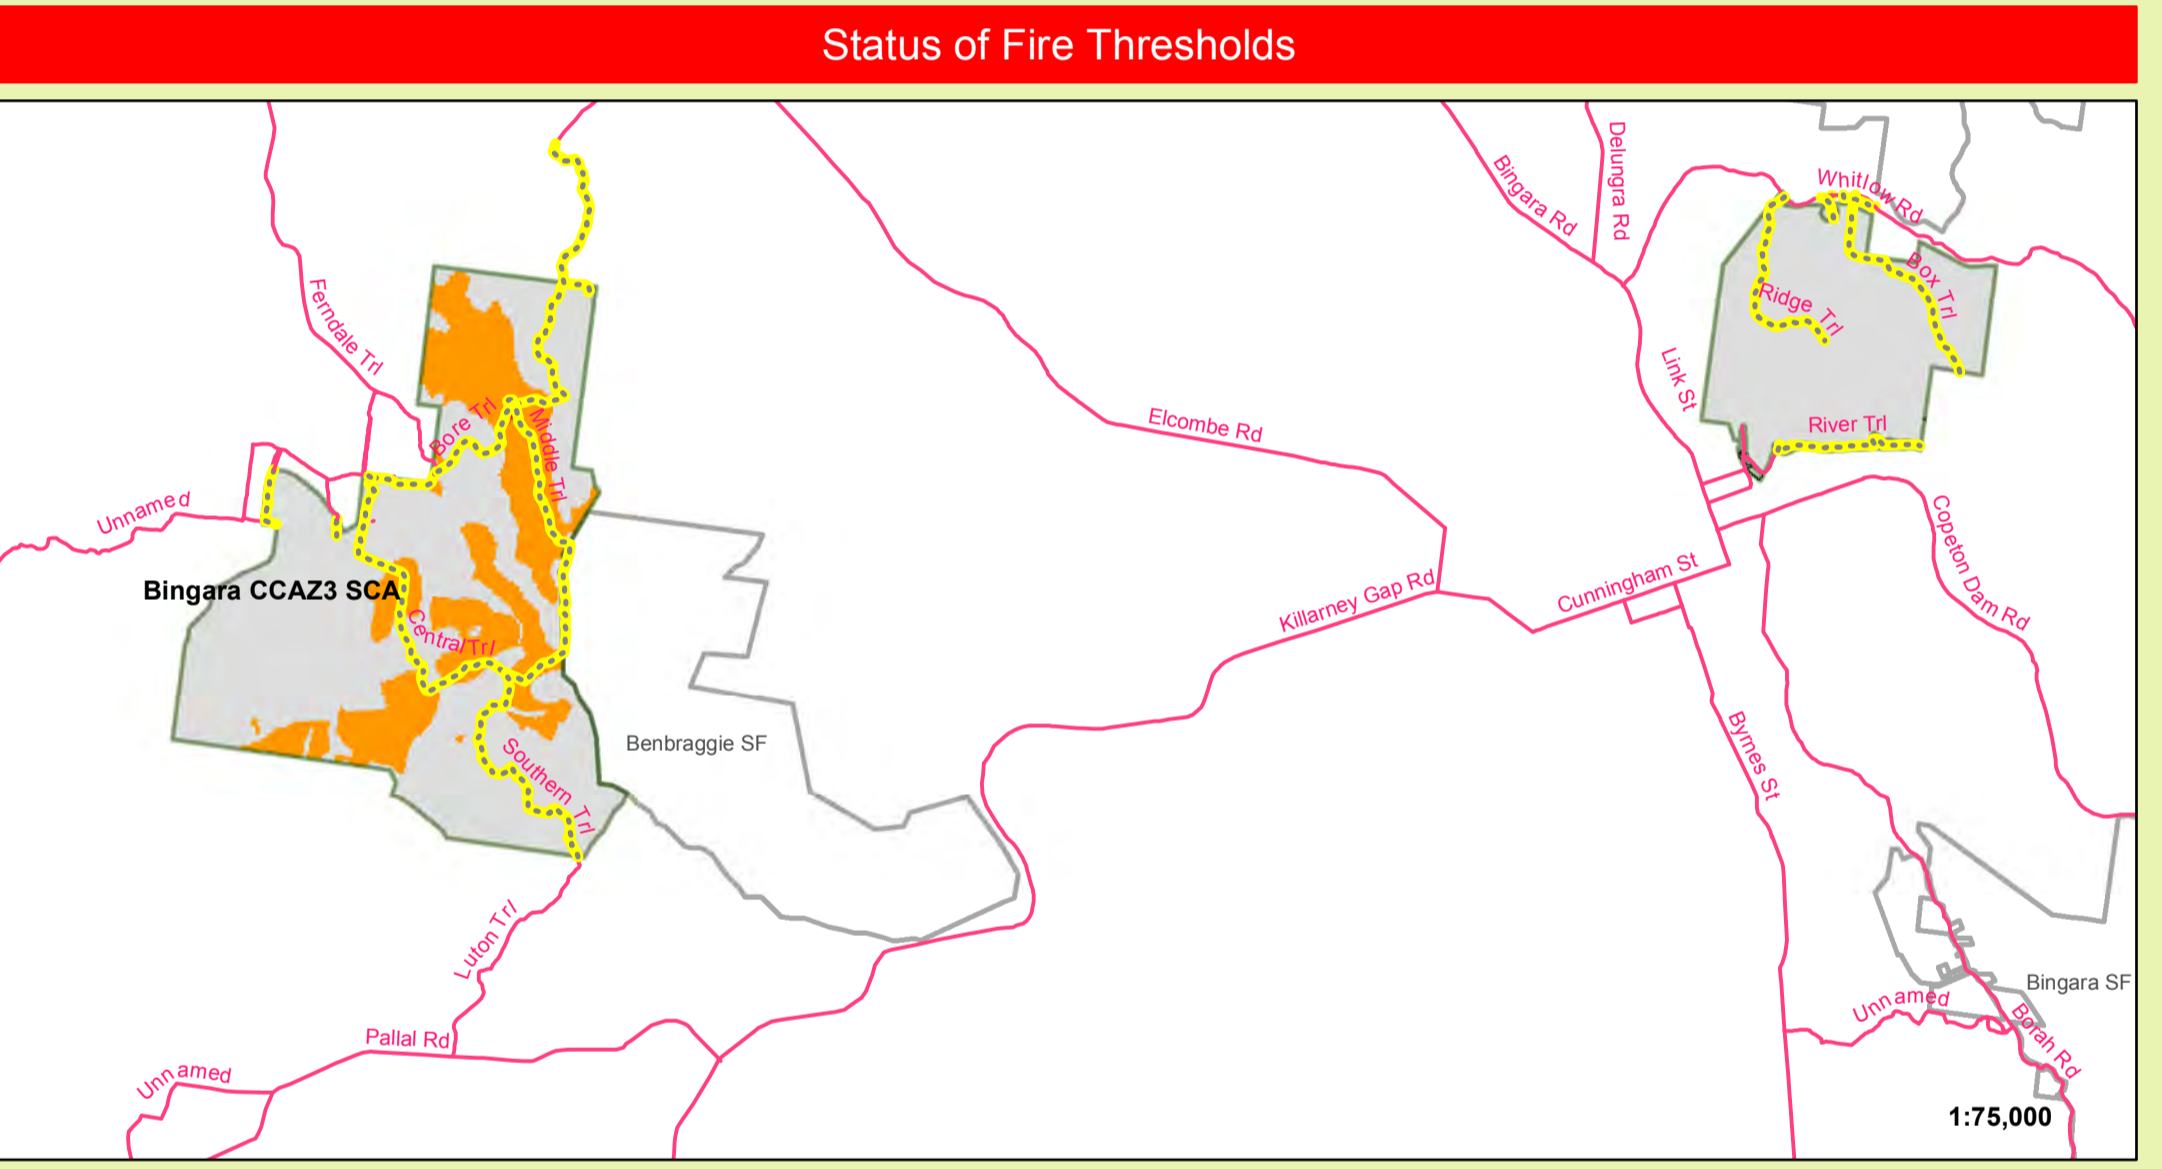 Status of Fire Thresholds
Delungra Rd
Bingara Rd
Whitlow Rd
Box Trl
Ridge Trl
Ferndale Trl
Link St
Bore Trl
Middle Trl
Elcombe Rd
River Trl
Unnamed
Copeton Dam Rd
Bingara CCAZ3 SCA
Killarney Gap Rd
Cunningham St
Central Trl
Benbraggie SF
Southern Trl
Byrnes St
Luton Trl
Bingara SF
Unnamed
Borah Rd
Pallal Rd
Unnamed
1:75,000